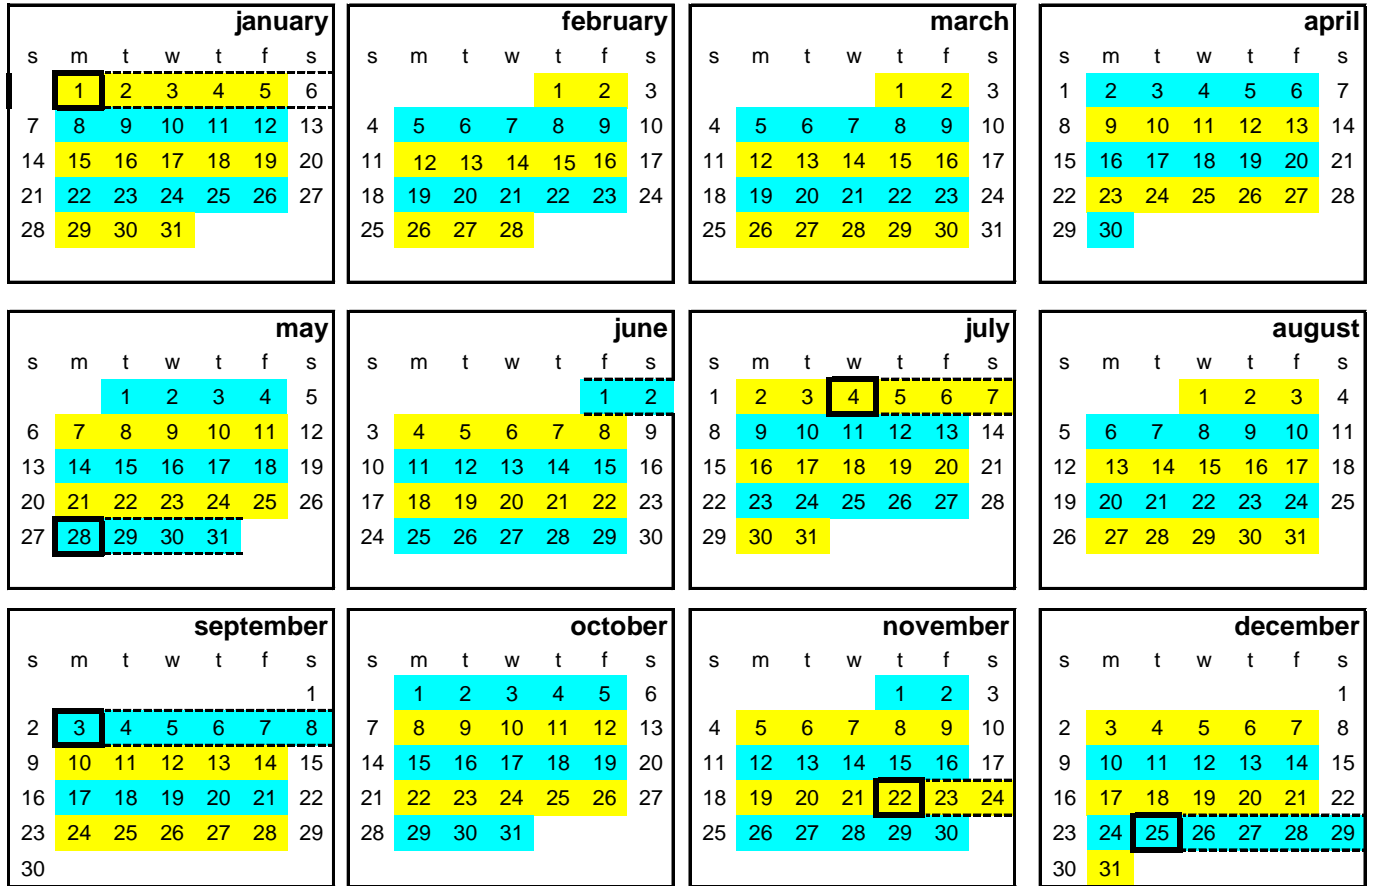 january february march april
s m t w t f s s m t w t f s s m t w t f s s m t w t f s
1 2 3 4 5 6 1 2 3 1 2 3 1 2 3 4 5 6 7
7 8 9 10 11 12 13 4 5 6 7 8 9 10 4 5 6 7 8 9 10 8 9 10 11 12 13 14
14 15 16 17 18 19 20 11 12 13 14 15 16 17 11 12 13 14 15 16 17 15 16 17 18 19 20 21
21 22 23 24 25 26 27 18 19 20 21 22 23 24 18 19 20 21 22 23 24 22 23 24 25 26 27 28
28 29 30 31 25 26 27 28 25 26 27 28 29 30 31 29 30
may june july august
s m t w t f s s m t w t f s s m t w t f s s m t w t f s
1 2 3 4 5 1 2 1 2 3 4 5 6 7 1 2 3 4
6 7 8 9 10 11 12 3 4 5 6 7 8 9 8 9 10 11 12 13 14 5 6 7 8 9 10 11
13 14 15 16 17 18 19 10 11 12 13 14 15 16 15 16 17 18 19 20 21 12 13 14 15 16 17 18
20 21 22 23 24 25 26 17 18 19 20 21 22 23 22 23 24 25 26 27 28 19 20 21 22 23 24 25
27 28 29 30 31 24 25 26 27 28 29 30 29 30 31 26 27 28 29 30 31
september october november december
s m t w t f s s m t w t f s s m t w t f s s m t w t f s
1 1 2 3 4 5 6 1 2 3 1
2 3 4 5 6 7 8 7 8 9 10 11 12 13 4 5 6 7 8 9 10 2 3 4 5 6 7 8
9 10 11 12 13 14 15 14 15 16 17 18 19 20 11 12 13 14 15 16 17 9 10 11 12 13 14 15
16 17 18 19 20 21 22 21 22 23 24 25 26 27 18 19 20 21 22 23 24 16 17 18 19 20 21 22
23 24 25 26 27 28 29 28 29 30 31 25 26 27 28 29 30 23 24 25 26 27 28 29
30 30 31